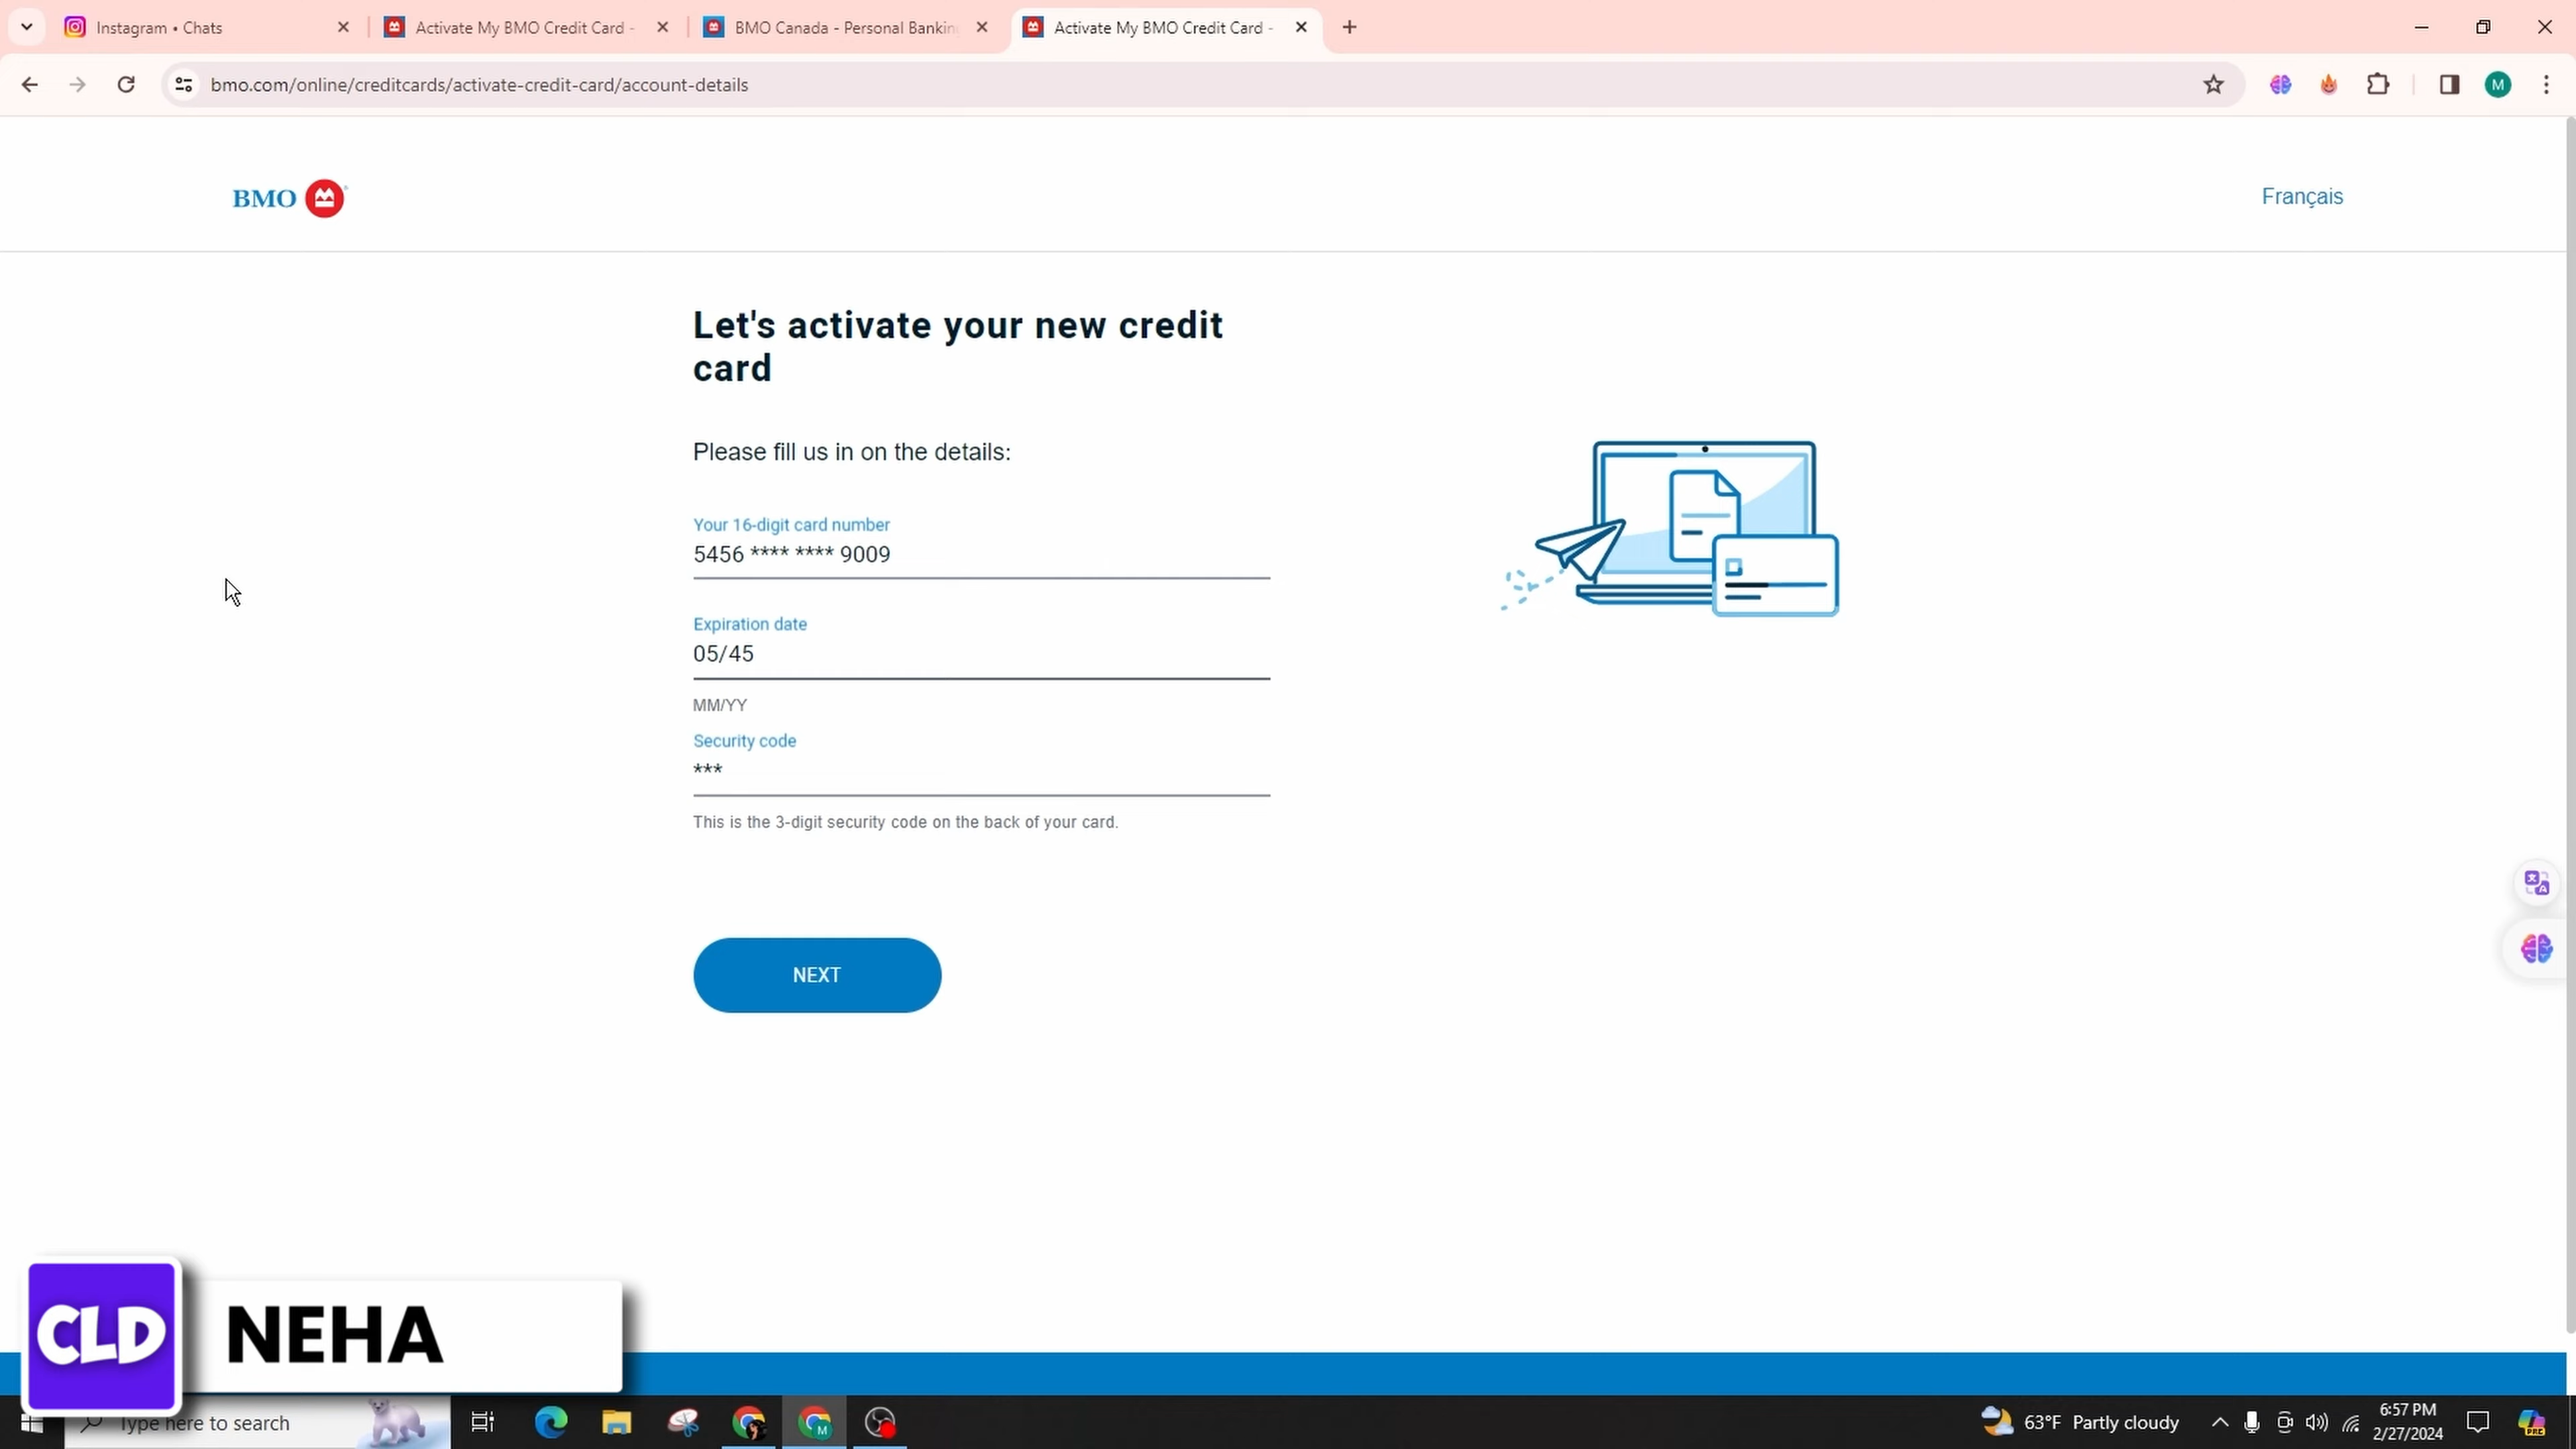 Instagram • Chats
Activate My BMO Credit Card -
BMO Canada - Personal Bankin
Activate My BMO Credit Card -
bmo.com/online/creditcards/activate-credit-card/account-details
M
BMO
Français
Let's activate your new credit
card
Please fill us in on the details:
Your 16-digit card number
5456 **** **** 9009
Expiration date
05/45
MM/YY
Security code
***
This is the 3-digit security code on the back of your card.
NEXT
CLD
NEHA
Type here to search
M
63°F Partly cloudy
6:57 PM
2/27/2024
PRE